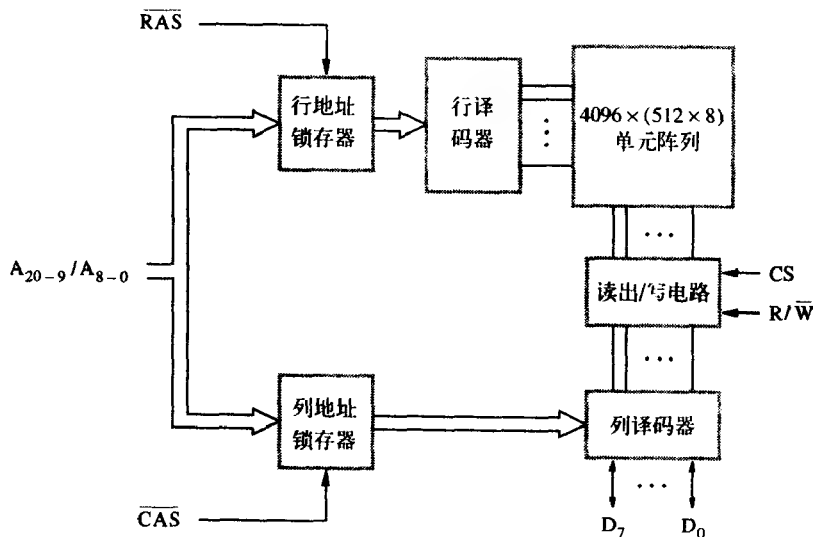 RAS
行地址
锁存器
行译
码器
4096×(512×8)
单元阵列
A₂₀₋₉/A₈₋₀
读出/写电路
CS
R/W̅
列地址
锁存器
列译码器
CAS
D₇
D₀